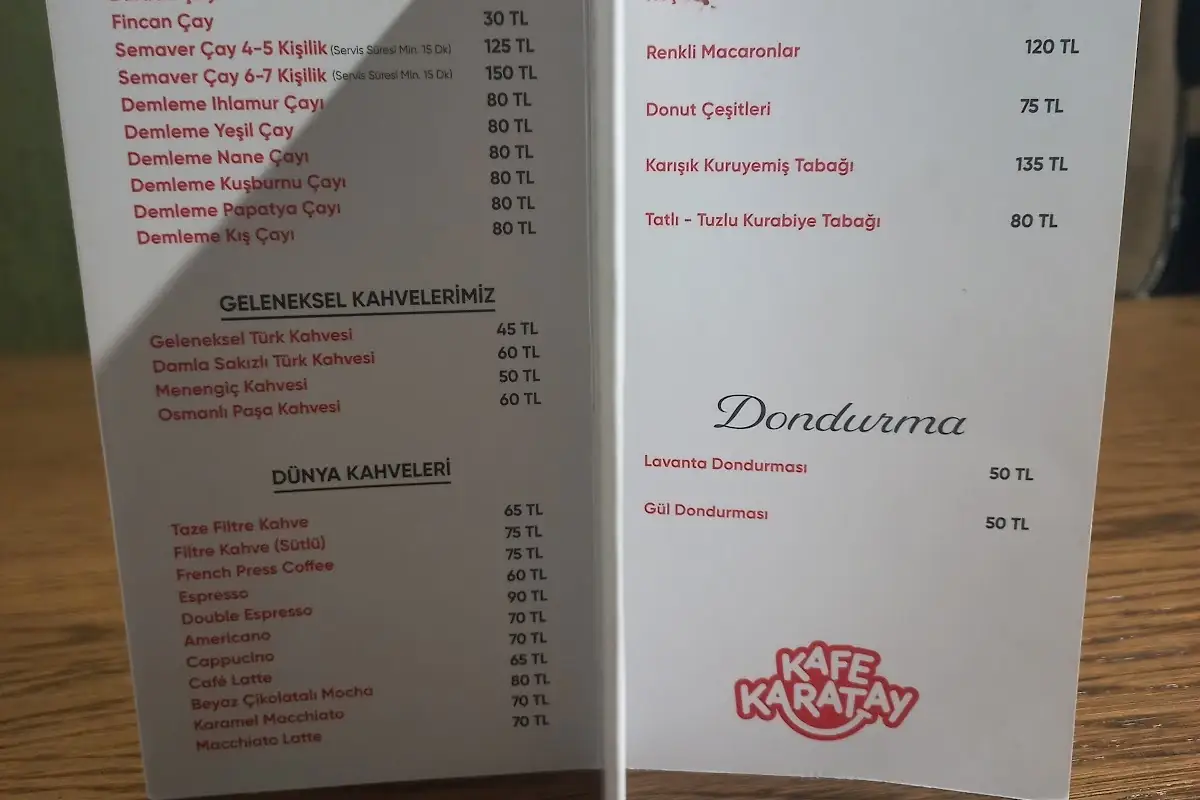 Fincan Çay 30 TL
Semaver Çay 4-5 Kişilik (Servis Süresi Min. 15 Dk) 125 TL
Semaver Çay 6-7 Kişilik (Servis Süresi Min. 15 Dk) 150 TL
Demleme Ihlamur Çayı 80 TL
Demleme Yeşil Çay 80 TL
Demleme Nane Çayı 80 TL
Demleme Kuşburnu Çayı 80 TL
Demleme Papatya Çayı 80 TL
Demleme Kış Çayı 80 TL
GELENEKSEL KAHVELERİMİZ
Geleneksel Türk Kahvesi 45 TL
Damla Sakızlı Türk Kahvesi 60 TL
Menengiç Kahvesi 50 TL
Osmanlı Paşa Kahvesi 60 TL
DÜNYA KAHVELERİ
Taze Filtre Kahve 65 TL
Filtre Kahve (Sütlü) 75 TL
French Press Coffee 75 TL
Espresso 60 TL
Double Espresso 90 TL
Americano 70 TL
Cappucino 70 TL
Café Latte 65 TL
Beyaz Çikolatalı Mocha 80 TL
Karamel Macchiato 70 TL
Macchiato Latte 70 TL
Renkli Macaronlar 120 TL
Donut Çeşitleri 75 TL
Karışık Kuruyemiş Tabağı 135 TL
Tatlı - Tuzlu Kurabiye Tabağı 80 TL
Dondurma
Lavanta Dondurması 50 TL
Gül Dondurması 50 TL
KAFE
KARATAY